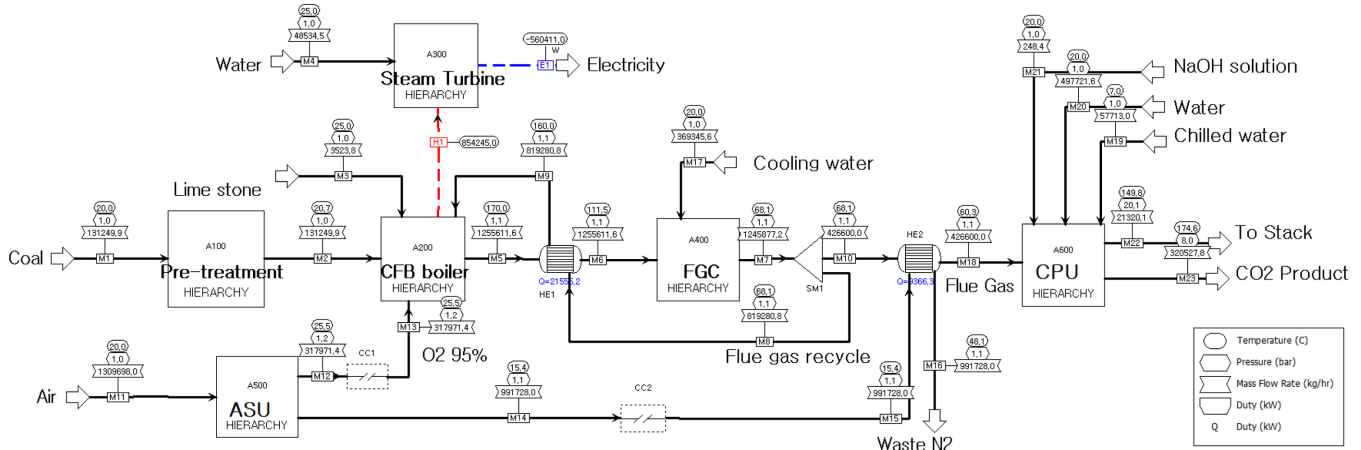 25,0
1,0
48534,5
Water
M4
A300
Steam Turbine
HIERARCHY
-560411,0
W
E1
Electricity
H1
854245,0
25,0
1,0
3523,8
M3
Lime stone
160,0
1,1
819280,8
M9
20,0
1,0
131249,9
Coal
M1
A100
Pre-treatment
HIERARCHY
20,7
1,0
131249,9
M2
A200
CFB boiler
HIERARCHY
170,0
1,1
1255611,6
M5
Q=21555,2
HE1
111,5
1,1
1255611,6
M6
20,0
1,0
369345,6
M17
Cooling water
A400
FGC
HIERARCHY
68,1
1,1
1245877,2
M7
SM1
68,1
1,1
426600,0
M10
68,1
1,1
819280,8
M8
Flue gas recycle
HE2
Q=9366,3
60,3
1,1
426600,0
M18
Flue Gas
20,0
1,0
248,4
M21
NaOH solution
20,0
1,0
497721,6
M20
Water
7,0
1,0
57713,0
M19
Chilled water
A600
CPU
HIERARCHY
149,8
20,1
21320,1
M22
To Stack
174,6
8,0
320527,8
M23
CO2 Product
20,0
1,0
1309698,0
Air
M11
A500
ASU
HIERARCHY
25,5
1,2
317971,4
M12
CC1
25,5
1,2
317971,4
M13
O2 95%
15,4
1,1
991728,0
M14
CC2
15,4
1,1
991728,0
M15
48,1
1,1
991728,0
M16
Waste N2
Temperature (C)
Pressure (bar)
Mass Flow Rate (kg/hr)
Duty (kW)
Q Duty (kW)